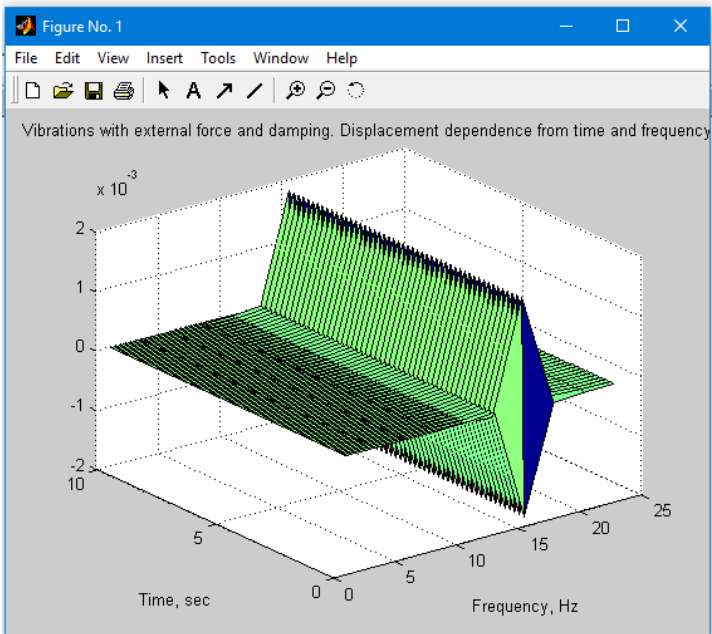 Figure No. 1
File Edit View Insert Tools Window Help
A
Vibrations with external force and damping. Displacement dependence from time and frequency
x 10⁻³
2
1
0
-1
-2
10
5
0
Time, sec
0
5
10
15
20
25
Frequency, Hz